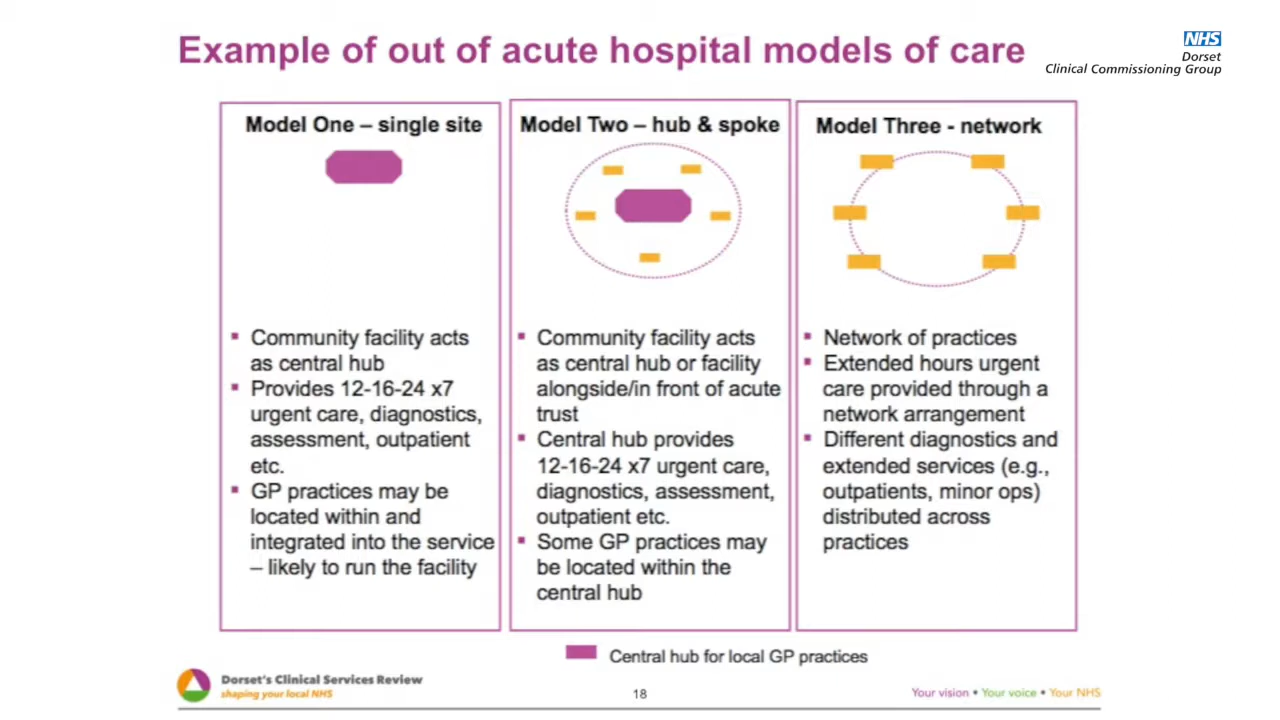 Example of out of acute hospital models of care
NHS
Dorset
Clinical Commissioning Group
Model One – single site
▪ Community facility acts
as central hub
▪ Provides 12-16-24 x7
urgent care, diagnostics,
assessment, outpatient
etc.
▪ GP practices may be
located within and
integrated into the service
– likely to run the facility
Model Two – hub & spoke
▪ Community facility acts
as central hub or facility
alongside/in front of acute
trust
▪ Central hub provides
12-16-24 x7 urgent care,
diagnostics, assessment,
outpatient etc.
▪ Some GP practices may
be located within the
central hub
Model Three - network
▪ Network of practices
▪ Extended hours urgent
care provided through a
network arrangement
▪ Different diagnostics and
extended services (e.g.,
outpatients, minor ops)
distributed across
practices
Central hub for local GP practices
Dorset's Clinical Services Review
shaping your local NHS
18
Your vision • Your voice • Your NHS